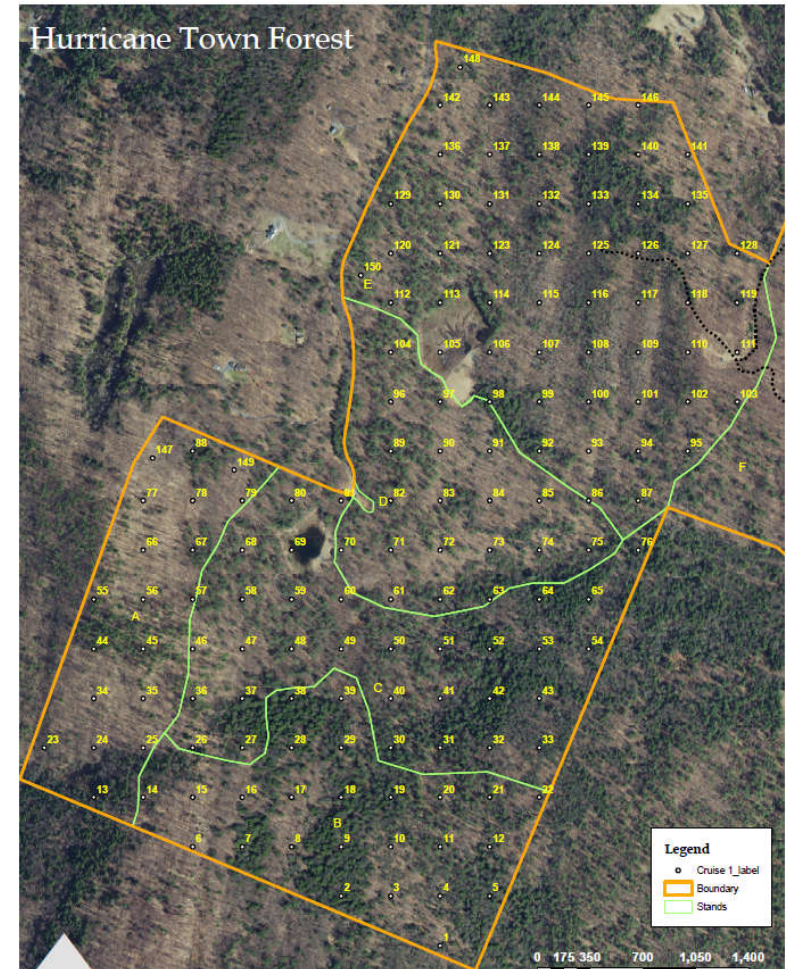 Hurricane Town Forest
148
142 143 144 145 146
136 137 138 139 140 141
129 130 131 132 133 134 135
120 121 123 124 125 126 127 128
150
E
112 113 114 115 116 117 118 119
104 105 106 107 108 109 110 111
96 97 98 99 100 101 102 103
147 88 89 90 91 92 93 94 95
149
F
77 78 79 80 81 82 83 84 85 86 87
D
66 67 68 69 70 71 72 73 74 75 76
55 56 57 58 59 60 61 62 63 64 65
A
44 45 46 47 48 49 50 51 52 53 54
C
34 35 36 37 38 39 40 41 42 43
23 24 25 26 27 28 29 30 31 32 33
13 14 15 16 17 18 19 20 21 22
B
6 7 8 9 10 11 12
2 3 4 5
1
Legend
Cruise 1_label
Boundary
Stands
0 175 350 700 1,050 1,400